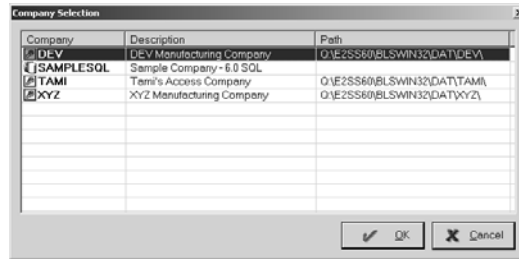 Company Selection
Company Description Path
DEV DEV Manufacturing Company Q:\E2SS60\BLSWIN32\DAT\DEV\
SAMPLESQL Sample Company - 6.0 SQL
TAMI Tami's Access Company Q:\E2SS60\BLSWIN32\DAT\TAMI\
XYZ XYZ Manufacturing Company Q:\E2SS60\BLSWIN32\DAT\XYZ\
OK Cancel